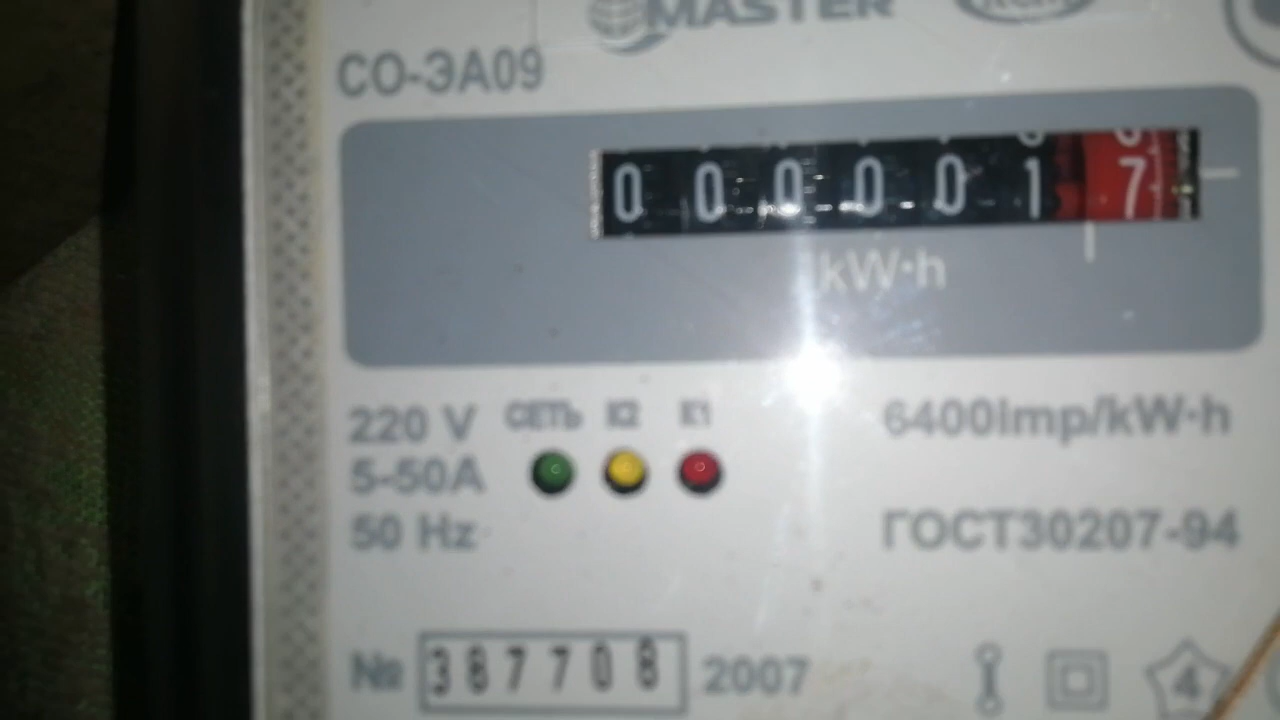 MASTER
СО-ЭА09
0 0 0 0 0 1 7
kW·h
220 V СЕТЬ К2 К1 6400imp/kW·h
5-50A
50 Hz ГОСТ30207-94
№ 387708 2007
4